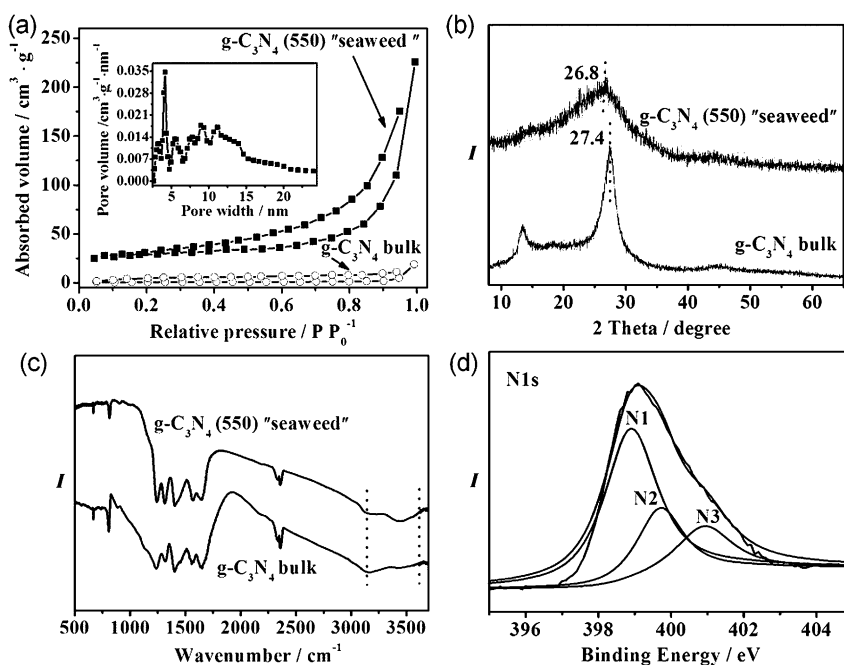 (a)
Absorbed volume / cm³ · g⁻¹
250
200
150
100
50
0
0.0 0.2 0.4 0.6 0.8 1.0
Relative pressure / P P₀⁻¹
g-C₃N₄ (550) "seaweed"
g-C₃N₄ bulk
Pore volume /cm³·g⁻¹·nm⁻¹
0.035
0.028
0.021
0.014
0.007
0.000
5 10 15 20
Pore width / nm
(b)
I
26.8
g-C₃N₄ (550) "seaweed"
27.4
g-C₃N₄ bulk
10 20 30 40 50 60
2 Theta / degree
(c)
I
g-C₃N₄ (550) "seaweed"
g-C₃N₄ bulk
500 1000 1500 2000 2500 3000 3500
Wavenumber / cm⁻¹
(d)
N1s
I
N1
N2
N3
396 398 400 402 404
Binding Energy / eV